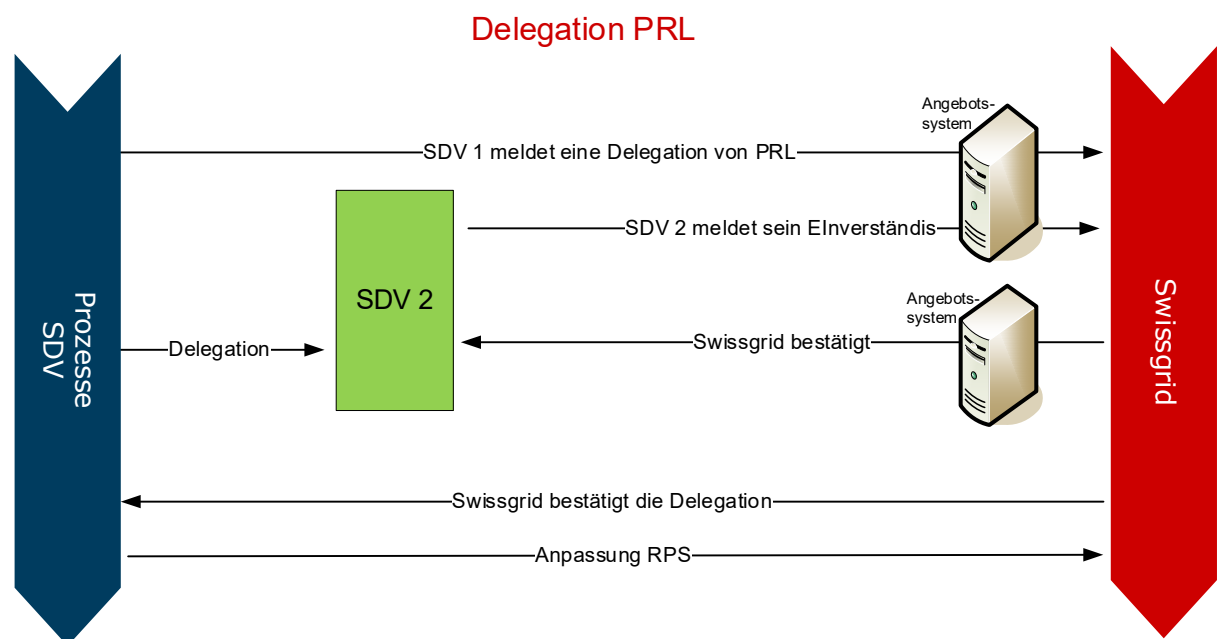 Delegation PRL
Angebots-
system
SDV 1 meldet eine Delegation von PRL
SDV 2 meldet sein EInverständis
SDV 2
Angebots-
system
Prozesse
SDV
Delegation
Swissgrid bestätigt
Swissgrid
Swissgrid bestätigt die Delegation
Anpassung RPS